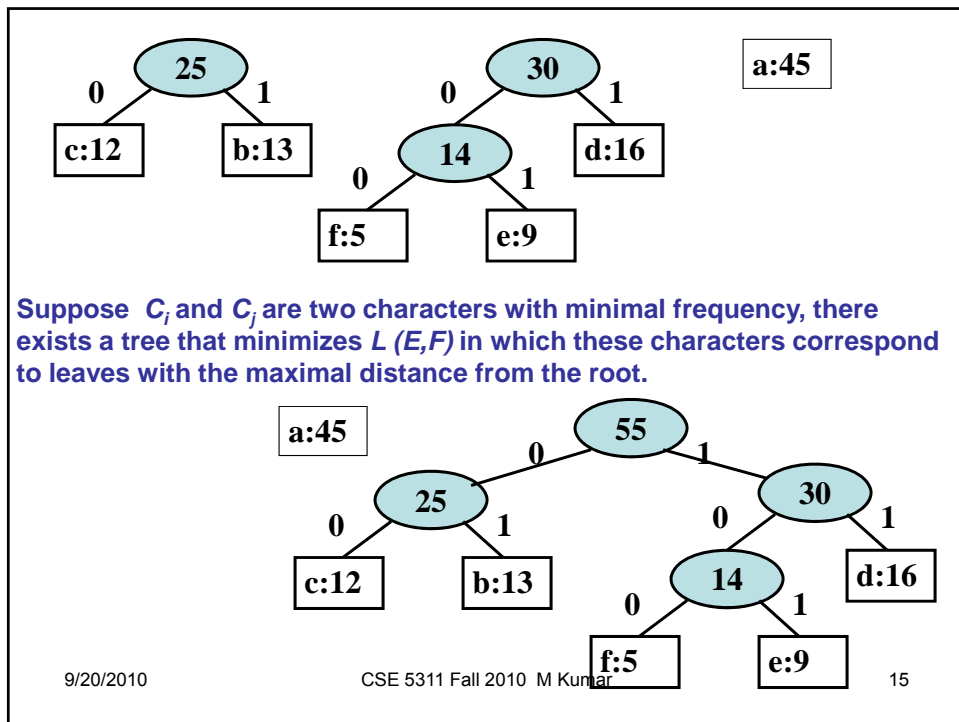 25 30 a:45
0 1 0 1
c:12 b:13 14 d:16
0 1
f:5 e:9
Suppose C_i and C_j are two characters with minimal frequency, there
exists a tree that minimizes L (E,F) in which these characters correspond
to leaves with the maximal distance from the root.
a:45 55
0 1
25 30
0 1 0 1
c:12 b:13 14 d:16
0 1
f:5 e:9
9/20/2010 CSE 5311 Fall 2010 M Kumar 15